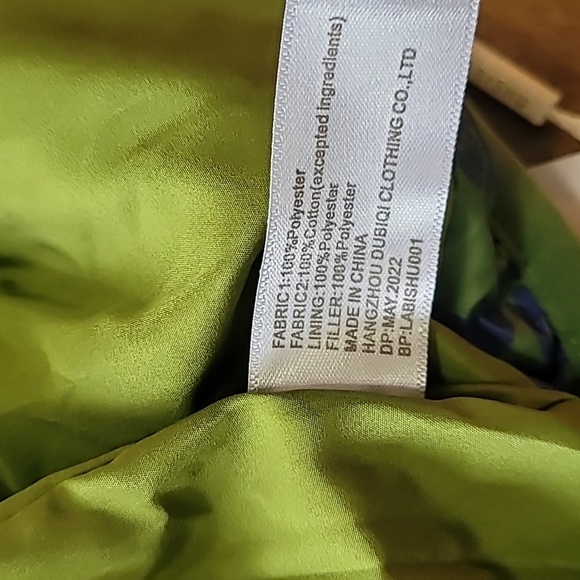 FABRIC1:100%Polyester
FABRIC2:100%Cotton(excepted ingredients)
LINING:100%Polyester
FILLER:100%Polyester
MADE IN CHINA
HANGZHOU DUBIQI CLOTHING CO.,LTD
DP:MAY.2022
BP:LABISHU001